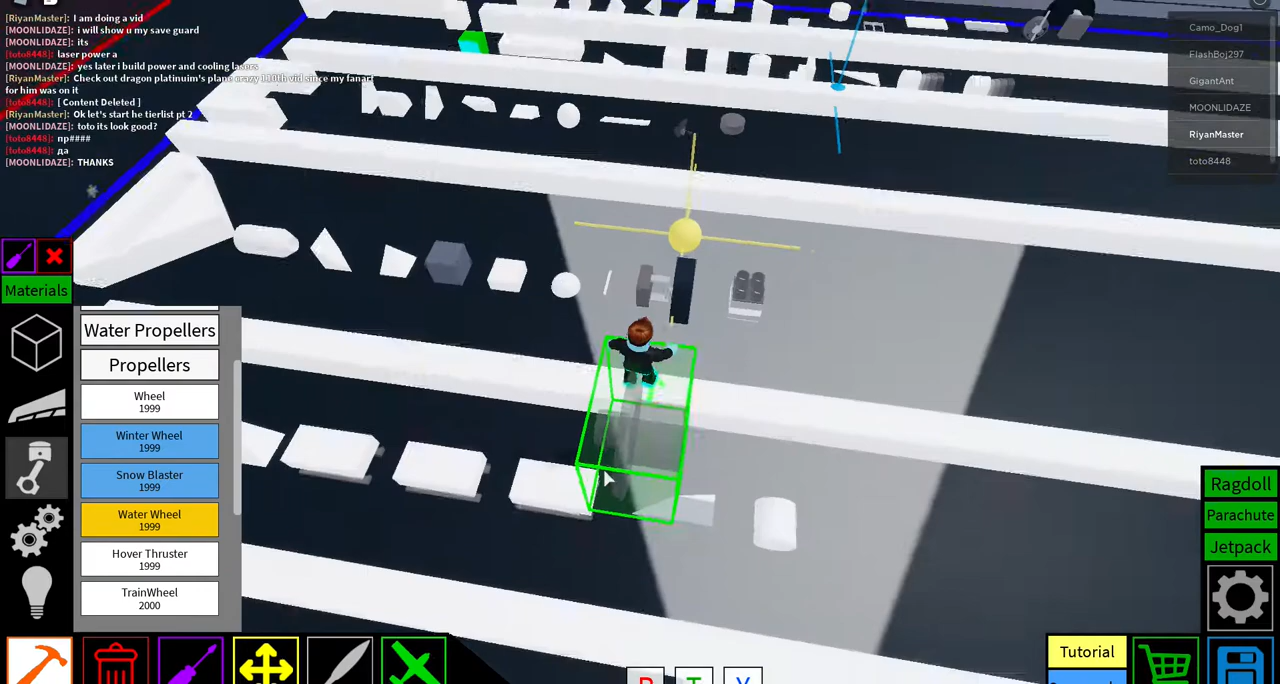 [RiyanMaster]: I am doing a vid
[MOONLIDAZE]: i will show u my save guard
[MOONLIDAZE]: its
[toto8448]: laser power a
[MOONLIDAZE]: yes later i build power and cooling lasers
[RiyanMaster]: Check out dragon platinuim's plane crazy 110th vid since my fanart
for him was on it
[toto8448]: [ Content Deleted ]
[RiyanMaster]: Ok let's start he tierlist pt 2
[MOONLIDAZE]: toto its look good?
[toto8448]: np####
[toto8448]: да
[MOONLIDAZE]: THANKS
Camo_Dog1
FlashBoj297
GigantAnt
MOONLIDAZE
RiyanMaster
toto8448
Materials
Water Propellers
Propellers
Wheel
1999
Winter Wheel
1999
Snow Blaster
1999
Water Wheel
1999
Hover Thruster
1999
TrainWheel
2000
Ragdoll
Parachute
Jetpack
Tutorial
R T Y